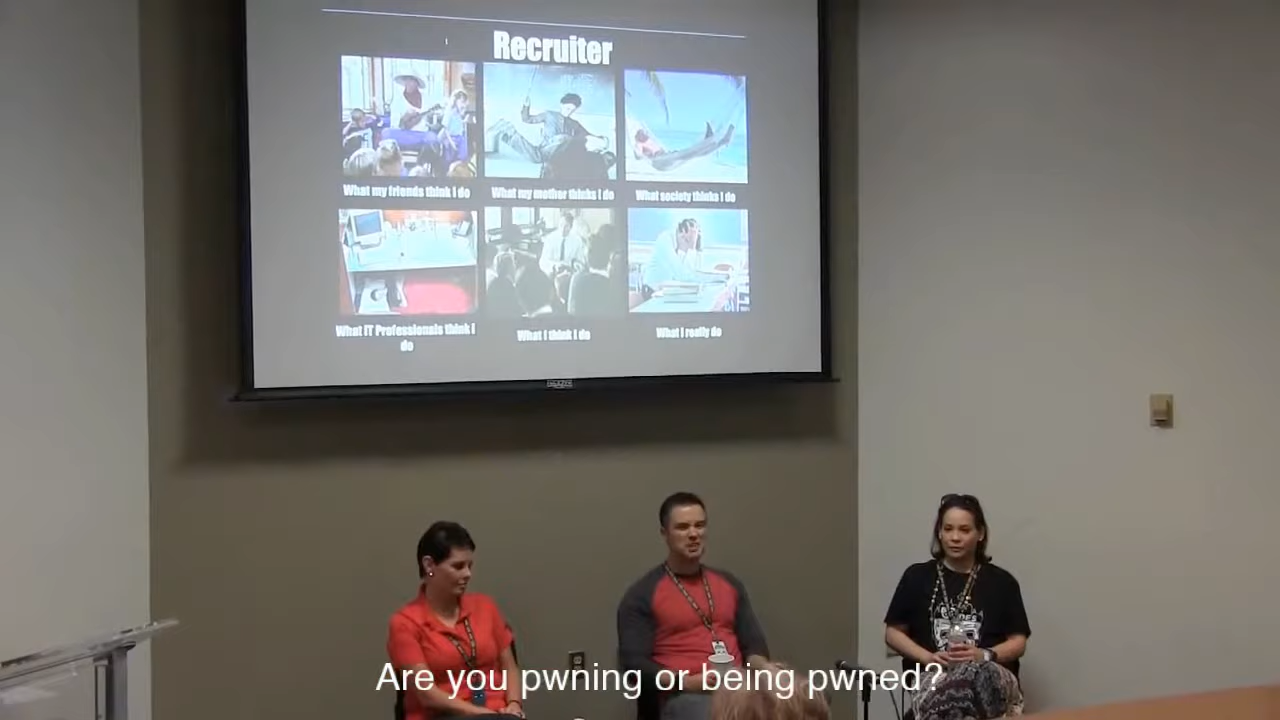 Recruiter
What my friends think I do
What my mother thinks I do
What society thinks I do
What IT Professionals think I
do
What I think I do
What I really do
Are you pwning or being pwned?